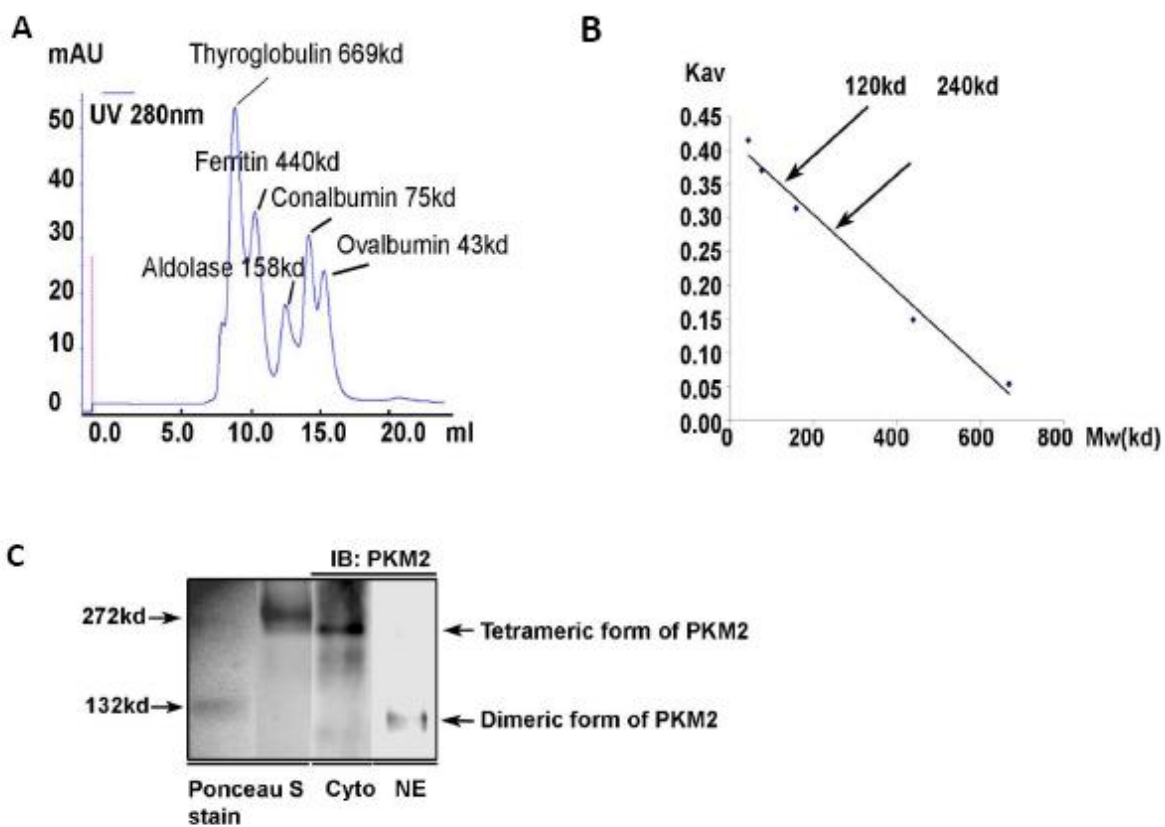 A
mAU
Thyroglobulin 669kd
UV 280nm
Ferritin 440kd
Conalbumin 75kd
Ovalbumin 43kd
Aldolase 158kd
50
40
30
20
10
0
0.0 5.0 10.0 15.0 20.0 ml
B
Kav
120kd 240kd
0.45
0.40
0.35
0.30
0.25
0.20
0.15
0.10
0.05
0.00
0 200 400 600 800 Mw(kd)
C
IB: PKM2
272kd
Tetrameric form of PKM2
132kd
Dimeric form of PKM2
Ponceau S Cyto NE
stain